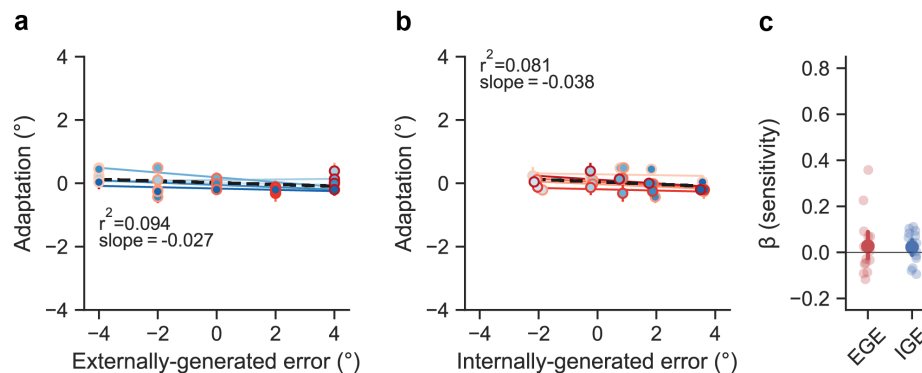 a
4
2
0
−2
−4
Adaptation (°)
r²=0.094
slope = -0.027
−4
−2
0
2
4
Externally-generated error (°)
b
4
2
0
−2
−4
Adaptation (°)
r²=0.081
slope = -0.038
−4
−2
0
2
4
Internally-generated error (°)
c
0.8
0.6
0.4
0.2
0.0
−0.2
β (sensitivity)
EGE
IGE